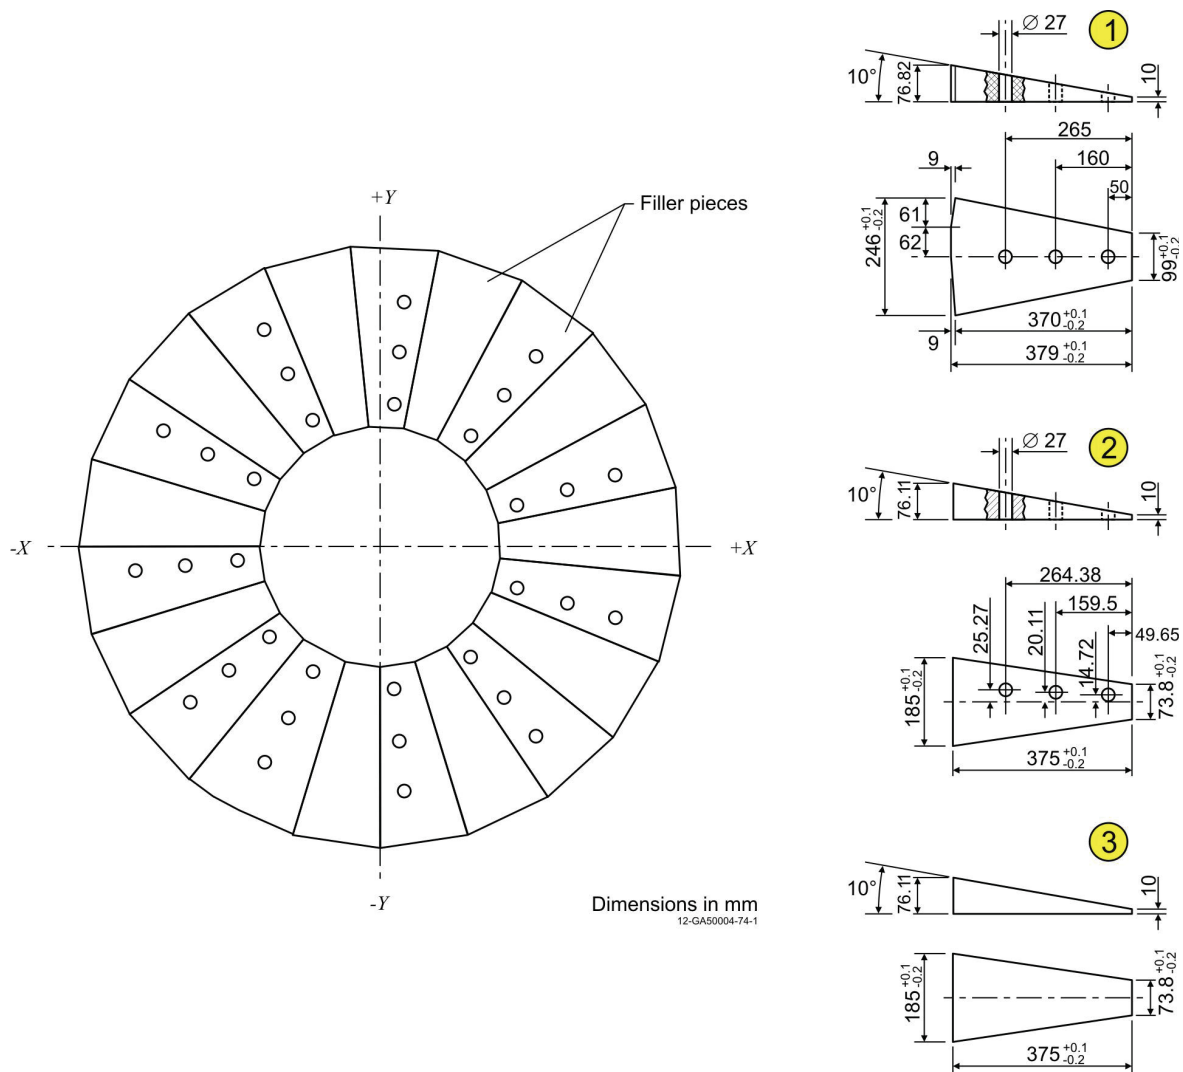 +Y
Filler pieces
-X
+X
-Y
Dimensions in mm
12-GA50004-74-1
1
∅ 27
10°
76.82
10
265
160
50
9
61
62
246 +0.1 -0.2
99 +0.1 -0.2
370 +0.1 -0.2
9
379 +0.1 -0.2
2
∅ 27
10°
76.11
10
264.38
159.5
49.65
25.27
20.11
14.72
185 +0.1 -0.2
73.8 +0.1 -0.2
375 +0.1 -0.2
3
10°
76.11
10
185 +0.1 -0.2
73.8 +0.1 -0.2
375 +0.1 -0.2